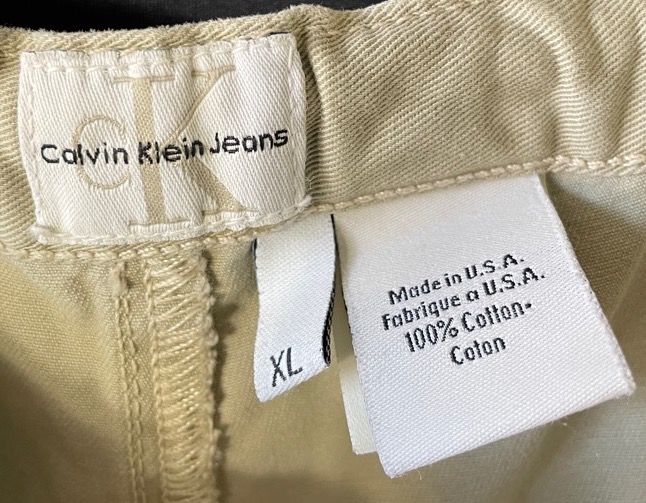 CK
Calvin Klein Jeans
XL
Made in U.S.A.
Fabrique a U.S.A.
100% Cotton-
Coton